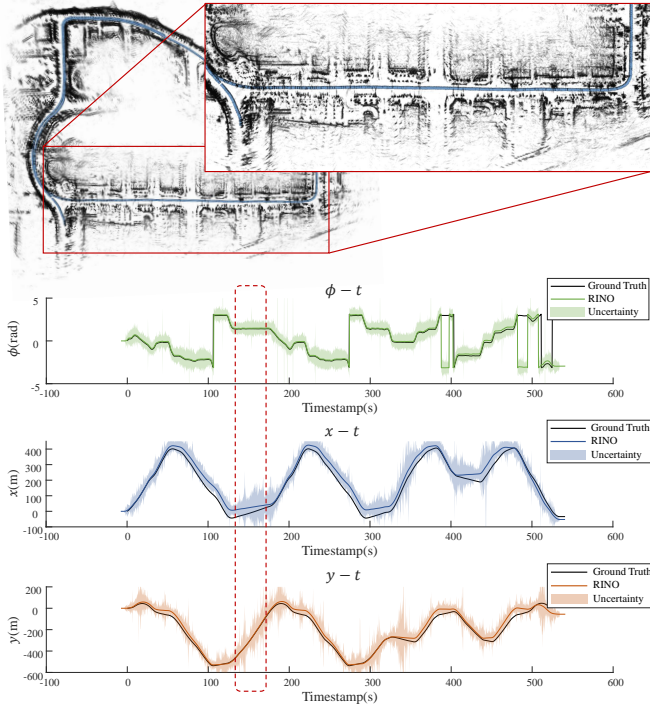 ϕ − t
5
0
-5
ϕ(rad)
Ground Truth
RINO
Uncertainty
-100 0 100 200 300 400 500 600
Timestamp(s)
x − t
400
300
200
100
0
-100
x(m)
Ground Truth
RINO
Uncertainty
-100 0 100 200 300 400 500 600
Timestamp(s)
y − t
200
0
-200
-400
-600
y(m)
Ground Truth
RINO
Uncertainty
-100 0 100 200 300 400 500 600
Timestamp(s)